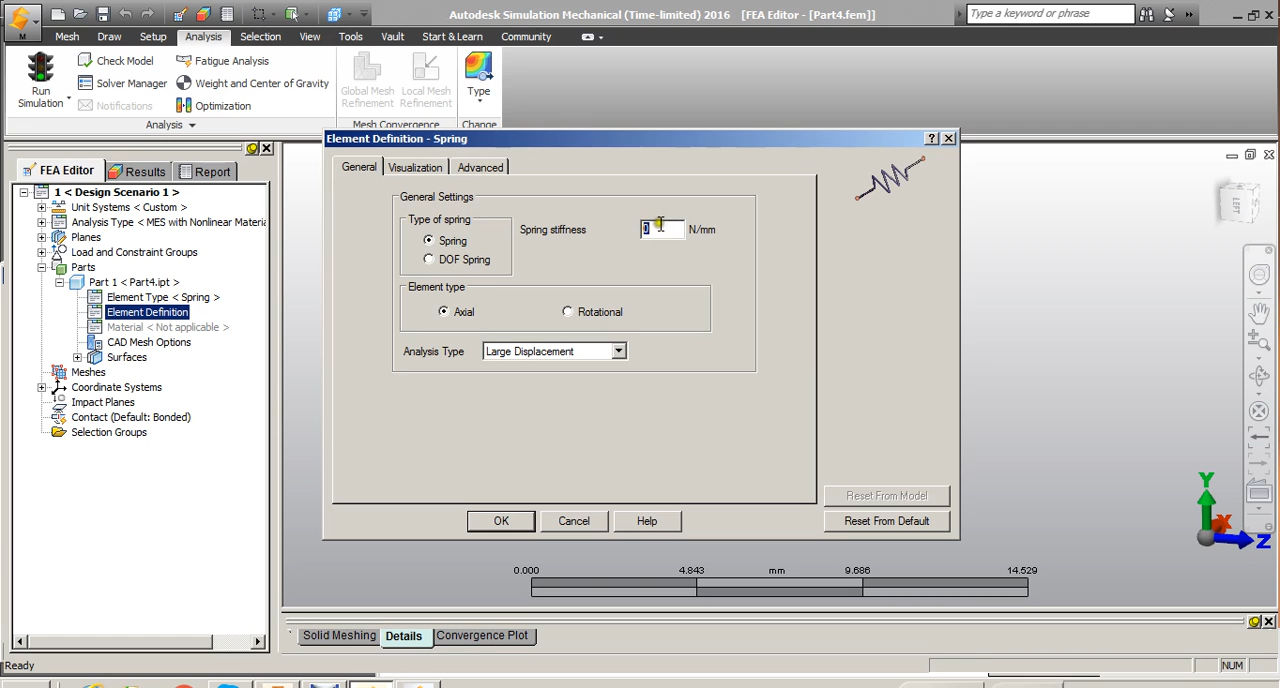 Autodesk Simulation Mechanical (Time-limited) 2016 [FEA Editor - [Part4.fem]]
Type a keyword or phrase
M
Mesh Draw Setup Analysis Selection View Tools Vault Start & Learn Community
Run
Simulation
Check Model
Solver Manager
Notifications
Fatigue Analysis
Weight and Center of Gravity
Optimization
Analysis
Global Mesh
Refinement
Local Mesh
Refinement
Mesh Convergence
Type
Change
FEA Editor Results Report
1 < Design Scenario 1 >
Unit Systems < Custom >
Analysis Type < MES with Nonlinear Materia
Planes
Load and Constraint Groups
Parts
Part 1 < Part4.ipt >
Element Type < Spring >
Element Definition
Material < Not applicable >
CAD Mesh Options
Surfaces
Meshes
Coordinate Systems
Impact Planes
Contact (Default: Bonded)
Selection Groups
Element Definition - Spring
General Visualization Advanced
General Settings
Type of spring
Spring
DOF Spring
Spring stiffness 0 N/mm
Element type
Axial Rotational
Analysis Type Large Displacement
Reset From Model
OK Cancel Help Reset From Default
LEFT
Y
X
Z
0.000 4.843 mm 9.686 14.529
Solid Meshing Details Convergence Plot
Ready NUM